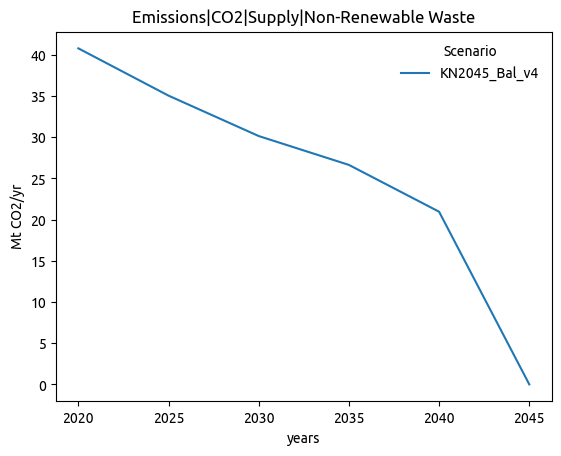 Emissions|CO2|Supply|Non-Renewable Waste
Scenario
KN2045_Bal_v4
Mt CO2/yr
40
35
30
25
20
15
10
5
0
2020 2025 2030 2035 2040 2045
years